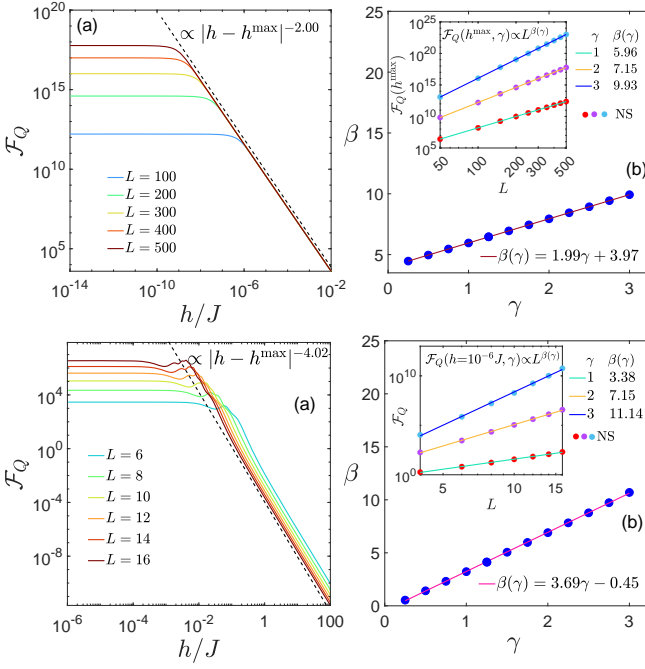 (a)
∝ |h − h^max|^−2.00
10^20
10^15
10^10
10^5
F_Q
L = 100
L = 200
L = 300
L = 400
L = 500
10^-14
10^-10
10^-6
10^-2
h/J
25
20
15
10
5
β
F_Q(h^max, γ)∝L^β(γ)
10^25
10^20
10^15
10^10
10^5
F_Q(h^max)
50
100
200
300
500
L
γ β(γ)
1 5.96
2 7.15
3 9.93
NS
(b)
β(γ) = 1.99γ + 3.97
0
1
2
3
γ
∝ |h − h^max|^−4.02
(a)
10^4
10^0
10^-4
10^-8
F_Q
L = 6
L = 8
L = 10
L = 12
L = 14
L = 16
10^-6
10^-4
10^-2
1
100
h/J
20
15
10
5
0
β
F_Q(h=10^-6J, γ)∝L^β(γ)
10^10
10^0
F_Q
5
10
15
L
γ β(γ)
1 3.38
2 7.15
3 11.14
NS
(b)
β(γ) = 3.69γ − 0.45
0
1
2
3
γ